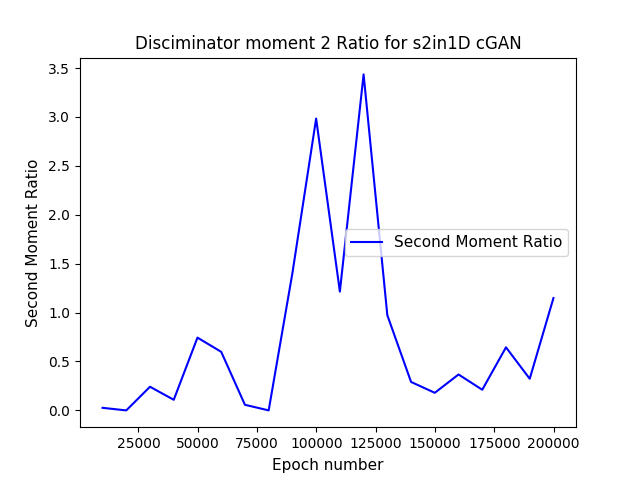 Disciminator moment 2 Ratio for s2in1D cGAN
Second Moment Ratio
3.5
3.0
2.5
2.0
1.5
1.0
0.5
0.0
Second Moment Ratio
25000 50000 75000 100000 125000 150000 175000 200000
Epoch number